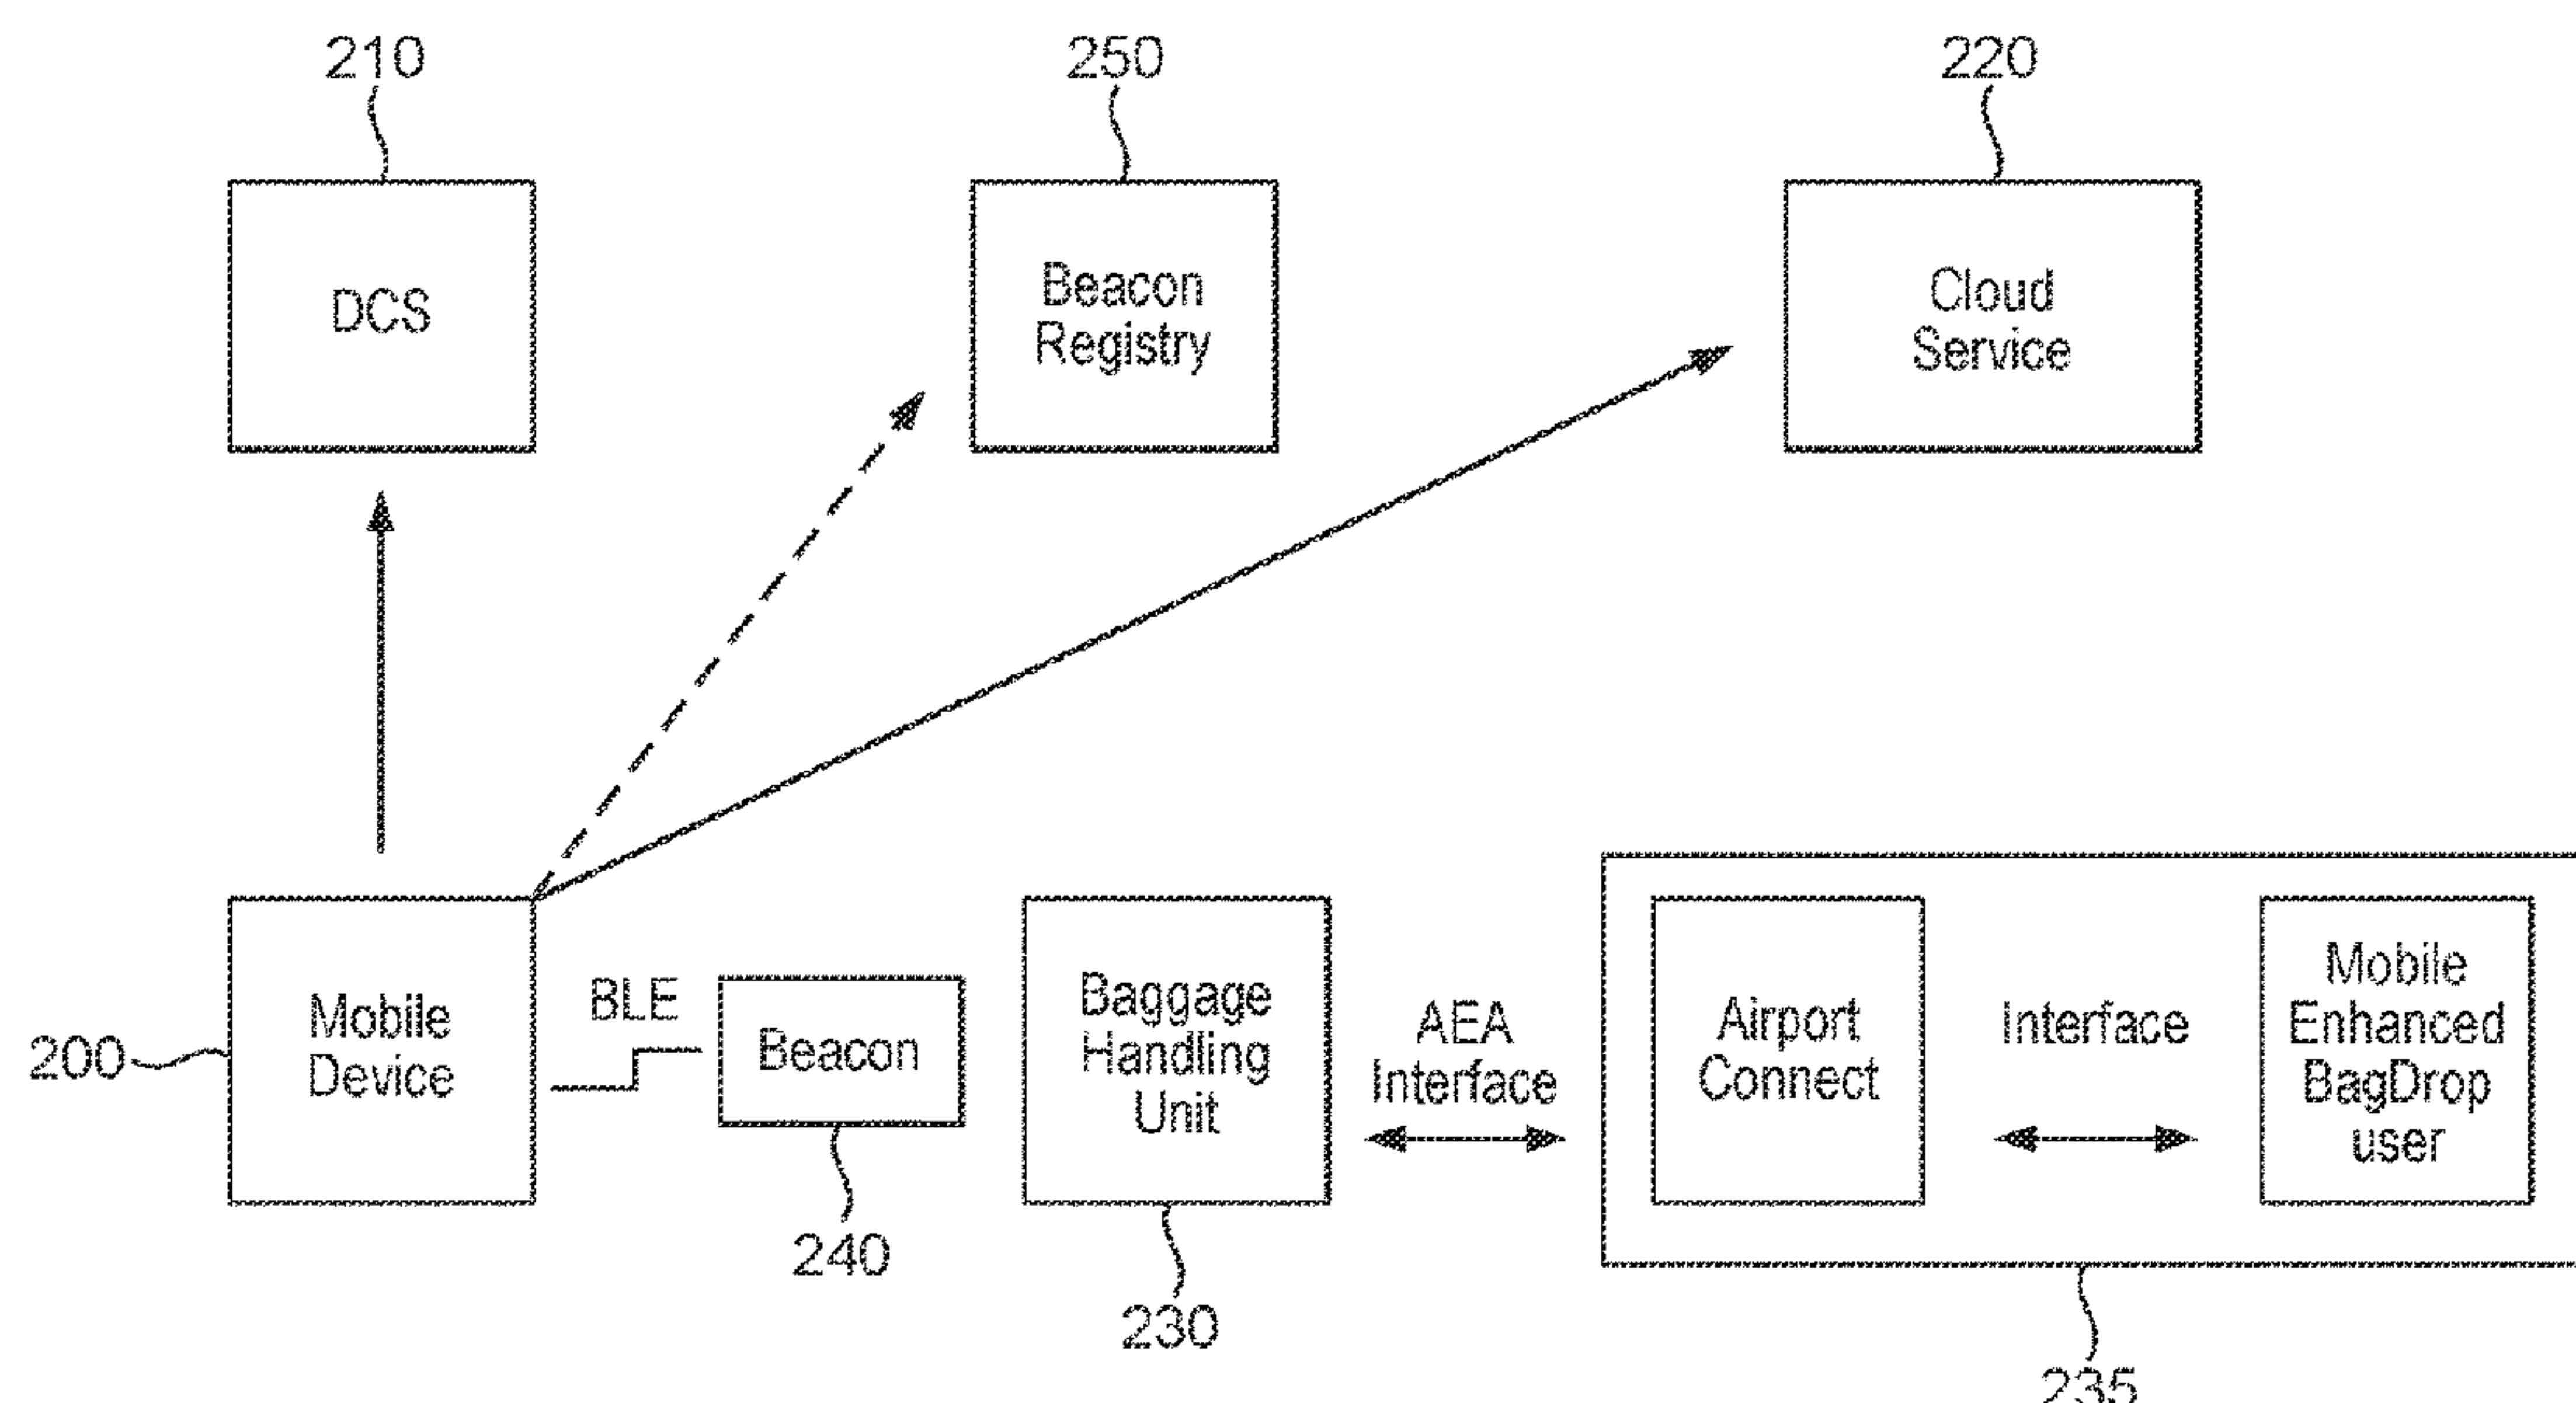 210
250
220
DCS
Beacon
Registry
Cloud
Service
200
Mobile
Device
BLE
Beacon
240
Baggage
Handling
Unit
230
AEA
Interface
Airport
Connect
Interface
Mobile
Enhanced
BagDrop
user
235